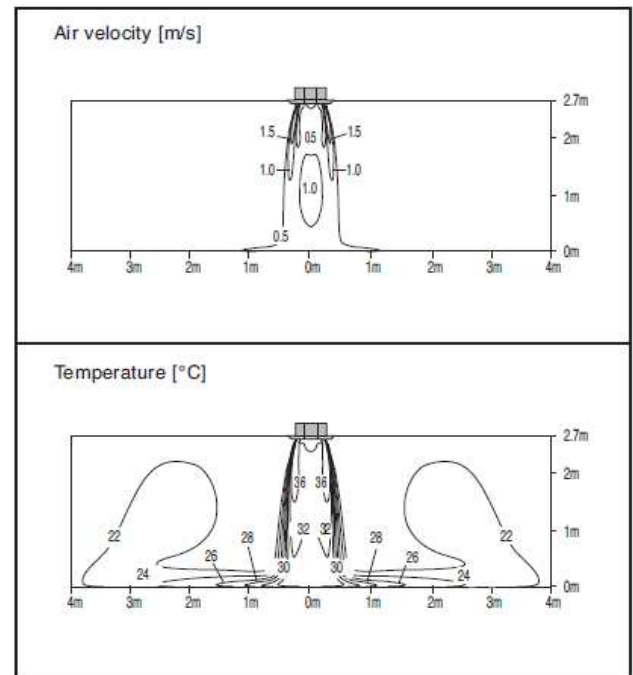 Air velocity [m/s]
2.7m
1.5 0.5 1.5
2m
1.0 1.0
1.0
1m
0.5
0m
4m 3m 2m 1m 0m 1m 2m 3m 4m
Temperature [°C]
2.7m
2m
36 36
22 28 32 32 28 22
1m
26 26
24 30 30 24
0m
4m 3m 2m 1m 0m 1m 2m 3m 4m